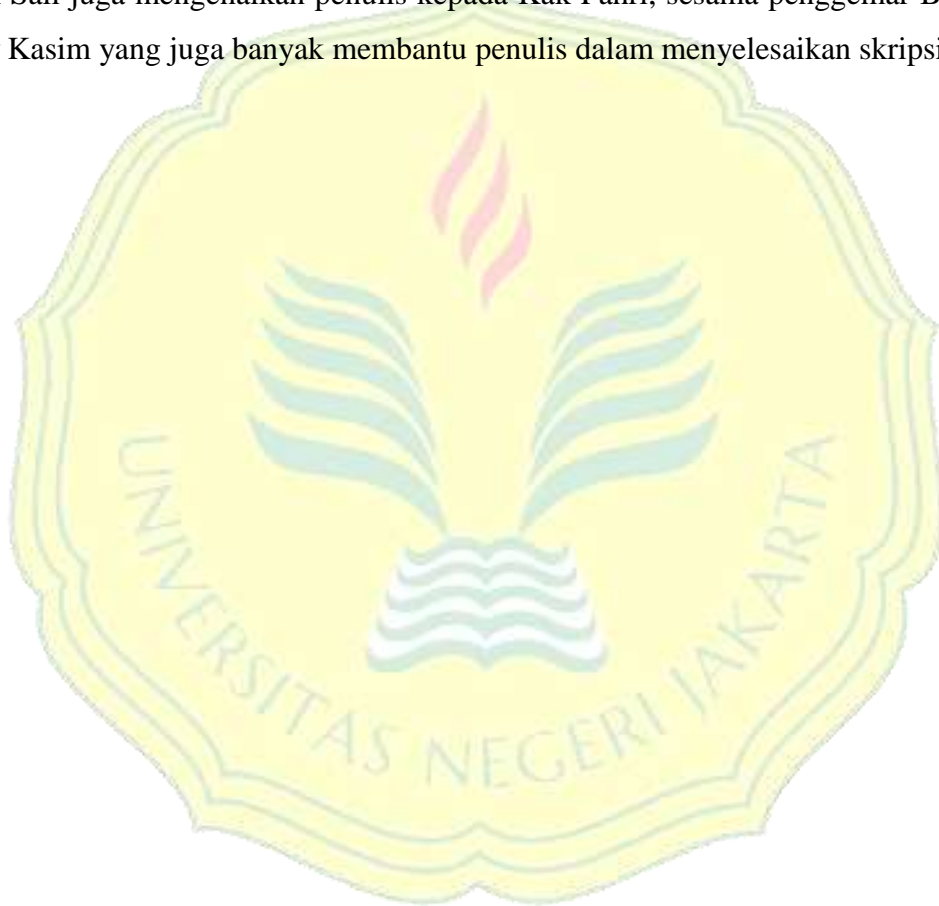 juga mengenalkan penulis kepada Kak Fahri, sesama penggemar
Kasim yang juga banyak membantu penulis dalam menyelesaikan skripsi
UNIVERSITAS NEGERI JAKARTA